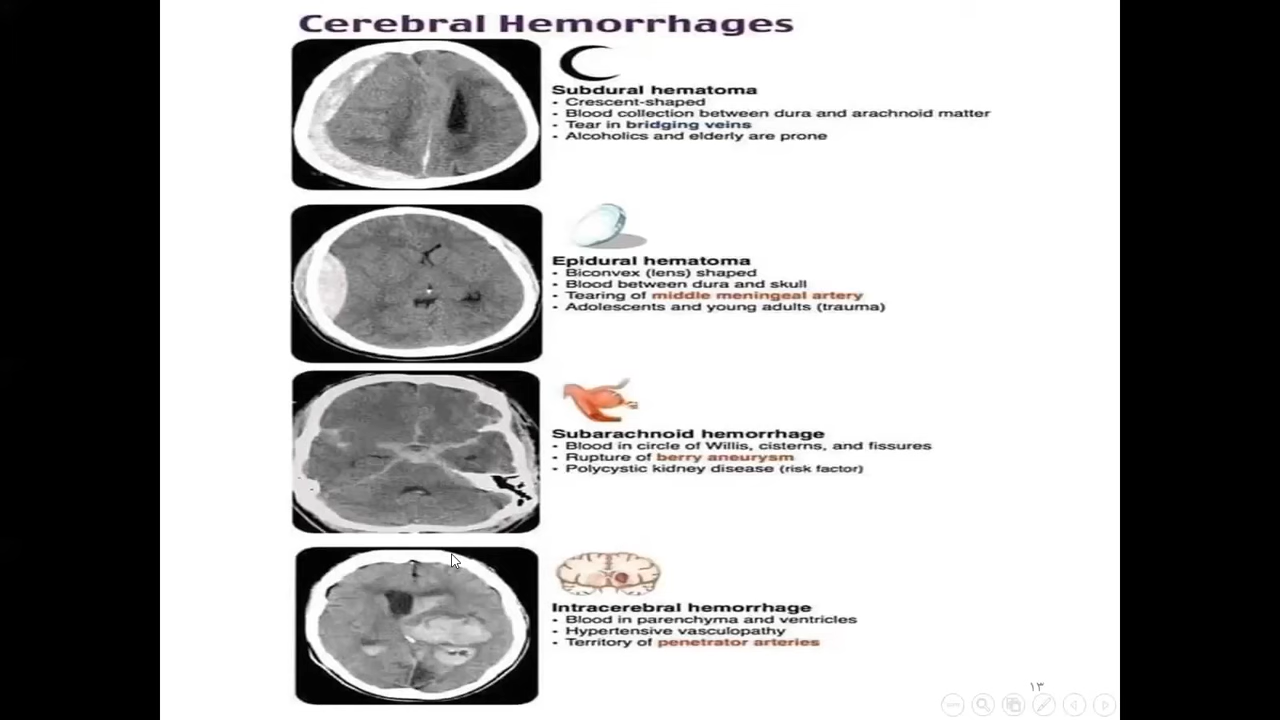 Cerebral Hemorrhages
Subdural hematoma
• Crescent-shaped
• Blood collection between dura and arachnoid matter
• Tear in bridging veins
• Alcoholics and elderly are prone
Epidural hematoma
• Biconvex (lens) shaped
• Blood between dura and skull
• Tearing of middle meningeal artery
• Adolescents and young adults (trauma)
Subarachnoid hemorrhage
• Blood in circle of Willis, cisterns, and fissures
• Rupture of berry aneurysm
• Polycystic kidney disease (risk factor)
Intracerebral hemorrhage
• Blood in parenchyma and ventricles
• Hypertensive vasculopathy
• Territory of penetrator arteries
١٣